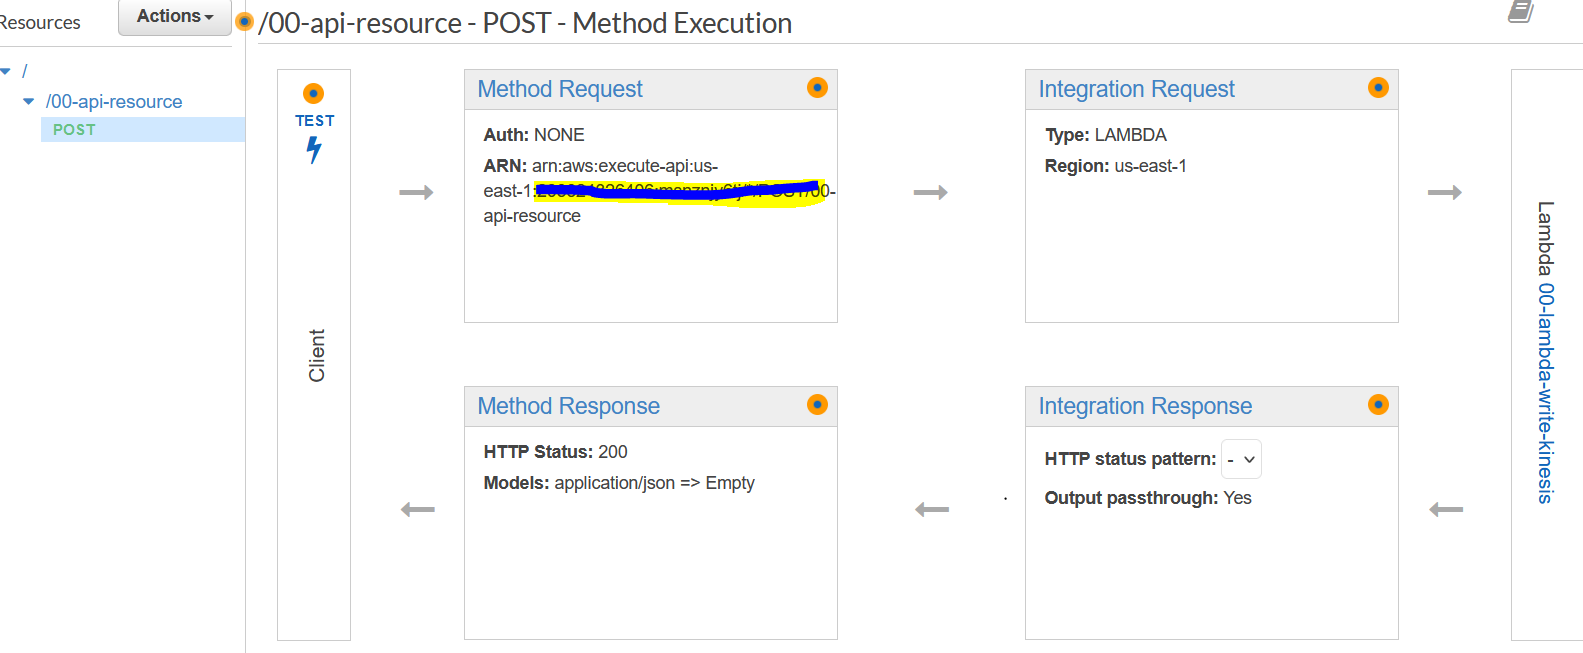 Resources
Actions
/00-api-resource - POST - Method Execution
/
/00-api-resource
POST
TEST
Client
Method Request
Auth: NONE
ARN: arn:aws:execute-api:us-
east-1: 00-
api-resource
Integration Request
Type: LAMBDA
Region: us-east-1
Lambda 00-lambda-write-kinesis
Method Response
HTTP Status: 200
Models: application/json => Empty
Integration Response
HTTP status pattern: -
Output passthrough: Yes